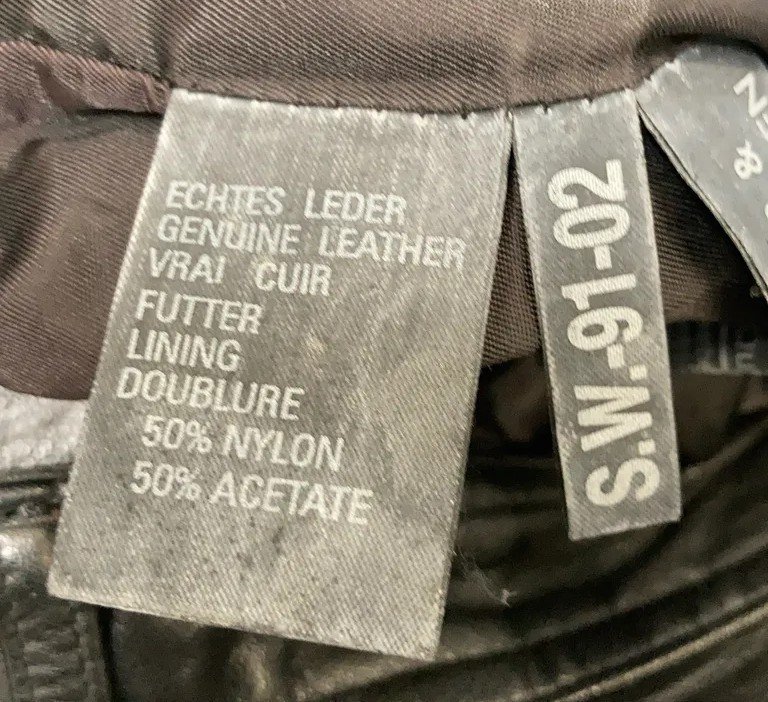 ECHTES LEDER
GENUINE LEATHER
VRAI CUIR
FUTTER
LINING
DOUBLURE
50% NYLON
50% ACETATE
S.W.-91-02